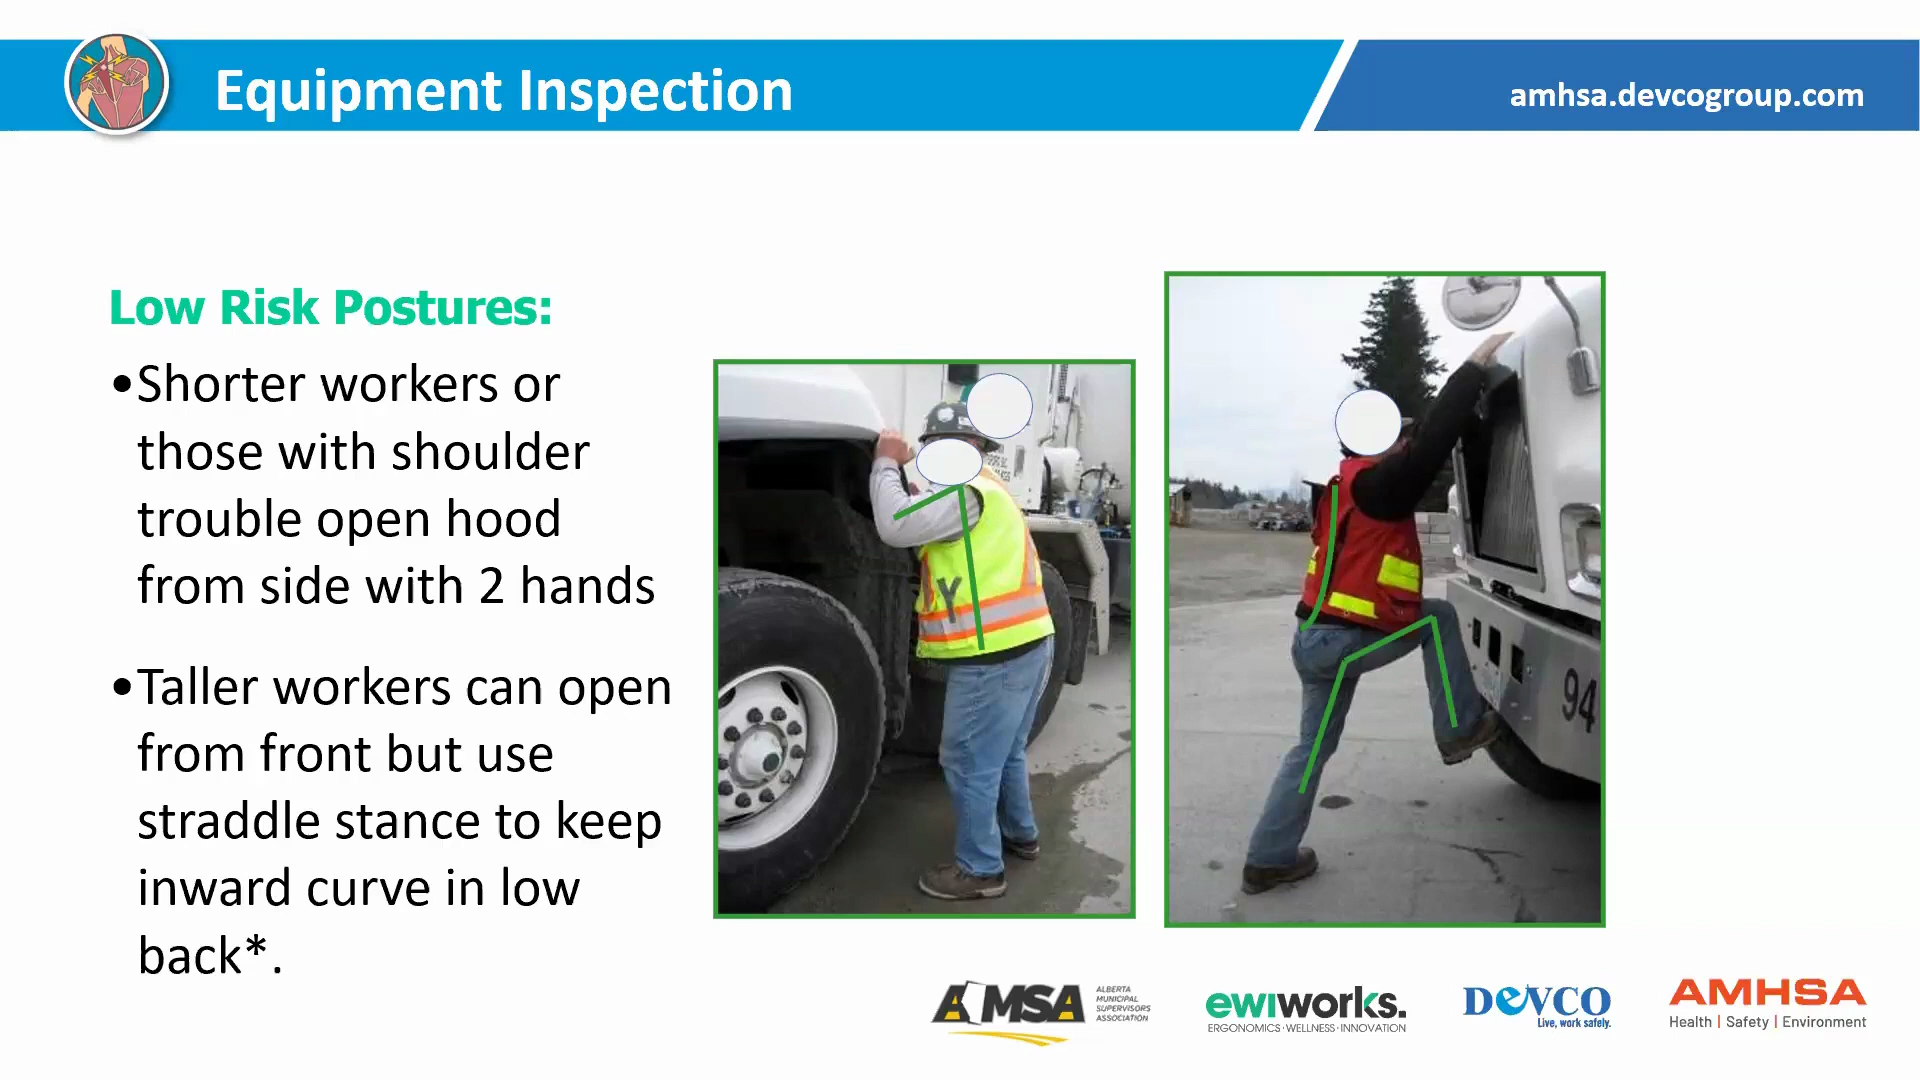 Equipment Inspection
amhsa.devcogroup.com
Low Risk Postures:
•Shorter workers or
those with shoulder
trouble open hood
from side with 2 hands
•Taller workers can open
from front but use
straddle stance to keep
inward curve in low
back*.
Y
94
AMSA
ALBERTA
MUNICIPAL
SUPERVISORS
ASSOCIATION
ewiworks.
ERGONOMICS·WELLNESS·INNOVATION
DevCO
Live, work safely.
AMHSA
Health | Safety | Environment